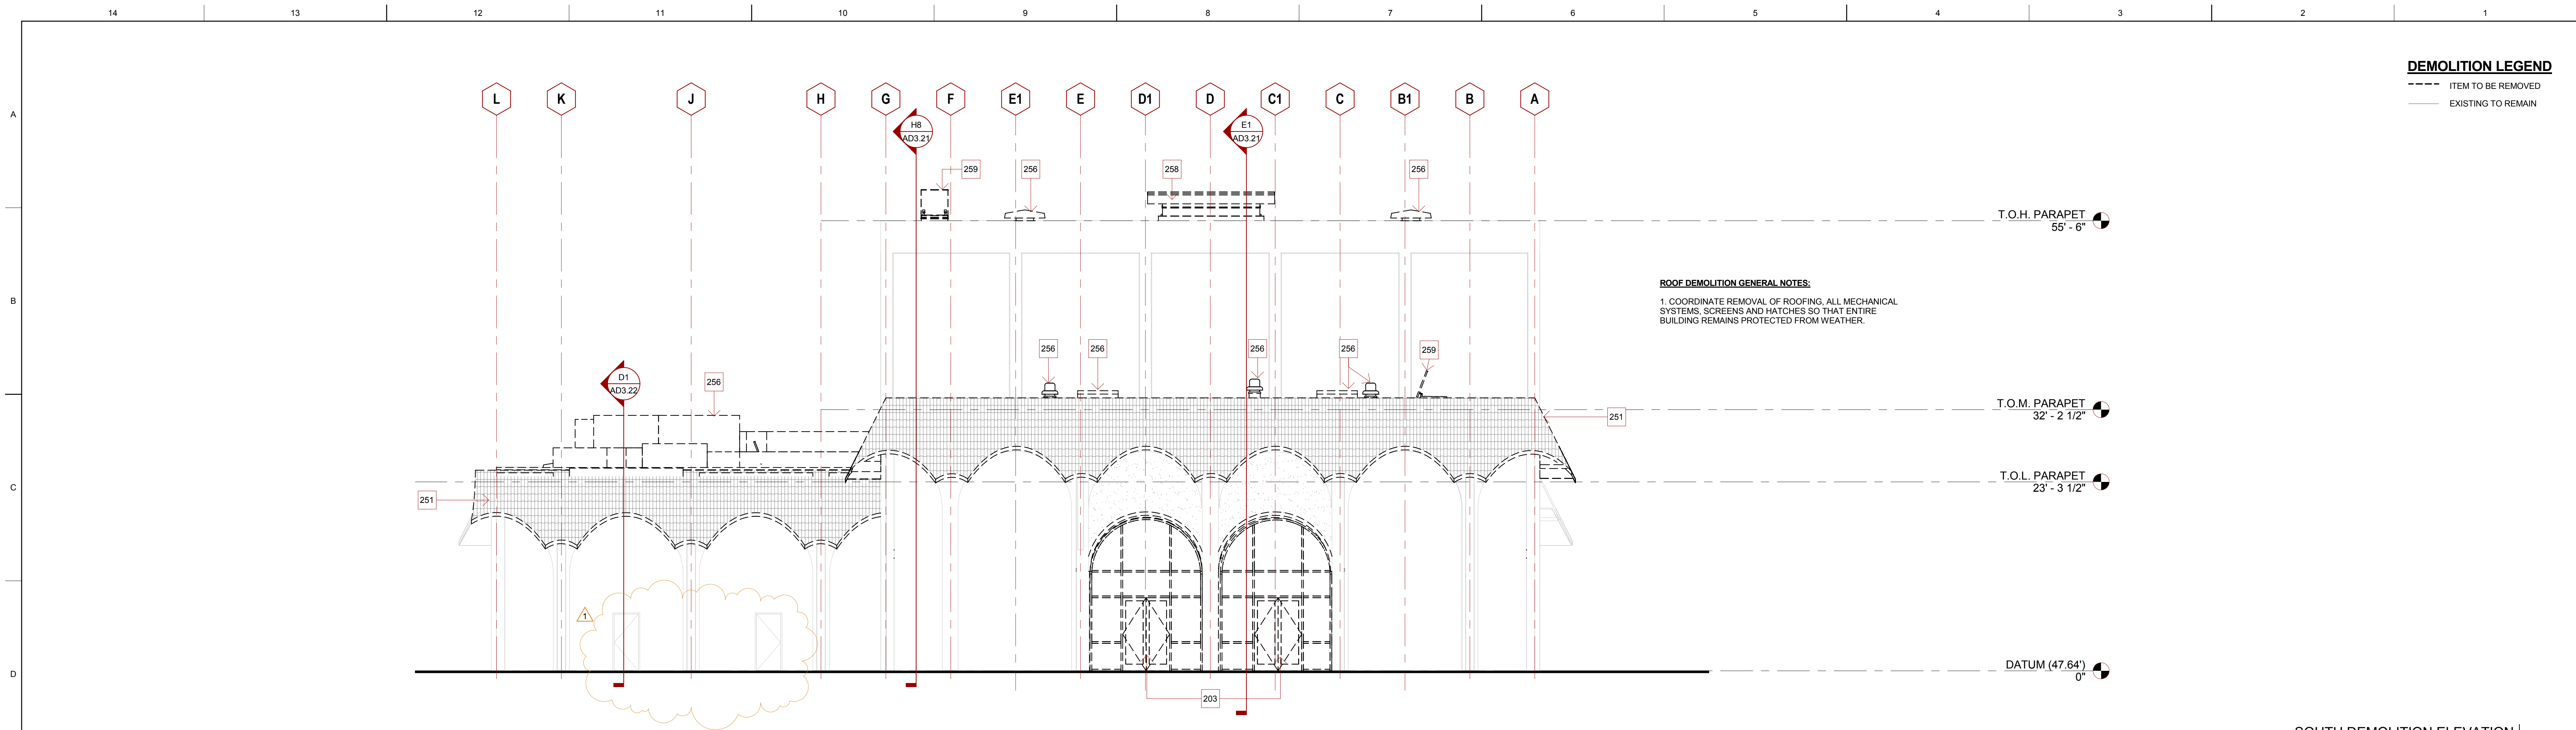 14 13 12 11 10 9 8 7 6 5 4 3 2 1
DEMOLITION LEGEND
ITEM TO BE REMOVED
EXISTING TO REMAIN
A
L K J H G F E1 E D1 D C1 C B1 B A
H8
AD3.21
E1
AD3.21
259 256 258 256
T.O.H. PARAPET
55' - 6"
B
ROOF DEMOLITION GENERAL NOTES:
1. COORDINATE REMOVAL OF ROOFING, ALL MECHANICAL
SYSTEMS, SCREENS AND HATCHES SO THAT ENTIRE
BUILDING REMAINS PROTECTED FROM WEATHER.
256 256 256 256 259
D1
AD3.22
256
T.O.M. PARAPET
32' - 2 1/2"
251
T.O.L. PARAPET
23' - 3 1/2"
C
251
1
D
DATUM (47.64')
0"
203
SOUTH DEMOLITION ELEVATION